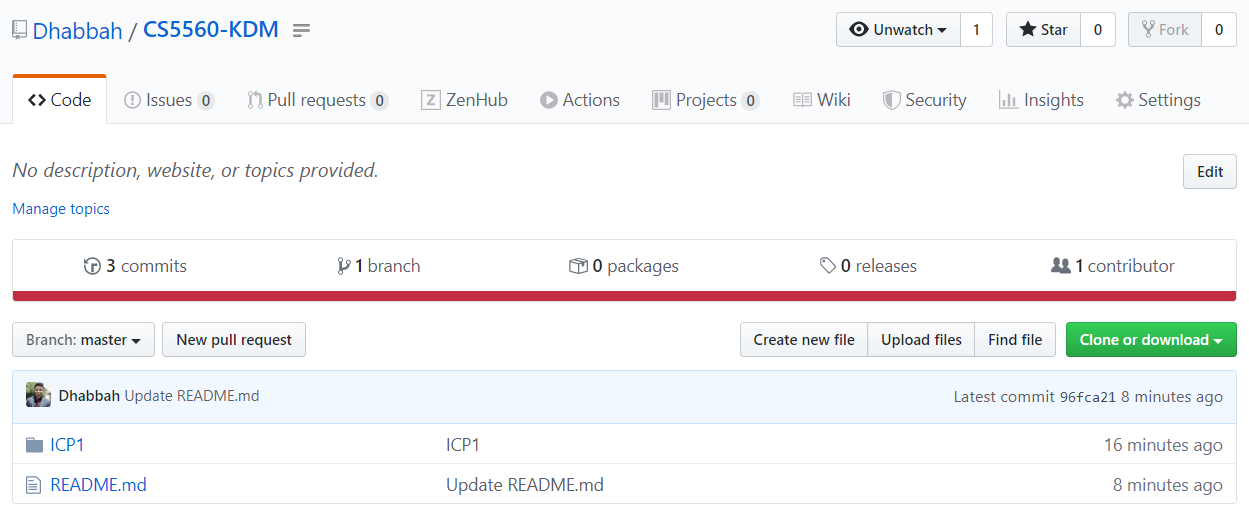 Dhabbah / CS5560-KDM Unwatch 1 Star 0 Fork 0
Code Issues 0 Pull requests 0 Z ZenHub Actions Projects 0 Wiki Security Insights Settings
No description, website, or topics provided. Edit
Manage topics
3 commits 1 branch 0 packages 0 releases 1 contributor
Branch: master New pull request Create new file Upload files Find file Clone or download
Dhabbah Update README.md Latest commit 96fca21 8 minutes ago
ICP1 ICP1 16 minutes ago
README.md Update README.md 8 minutes ago